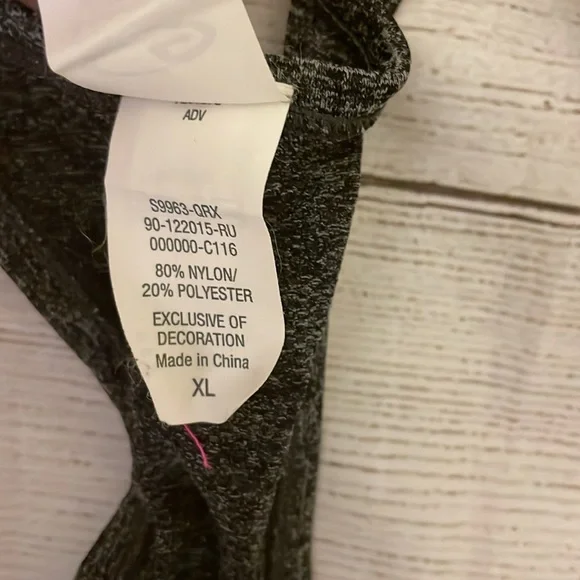 ADV
S9963-QRX
90-122015-RU
000000-C116
80% NYLON/
20% POLYESTER
EXCLUSIVE OF
DECORATION
Made in China
XL